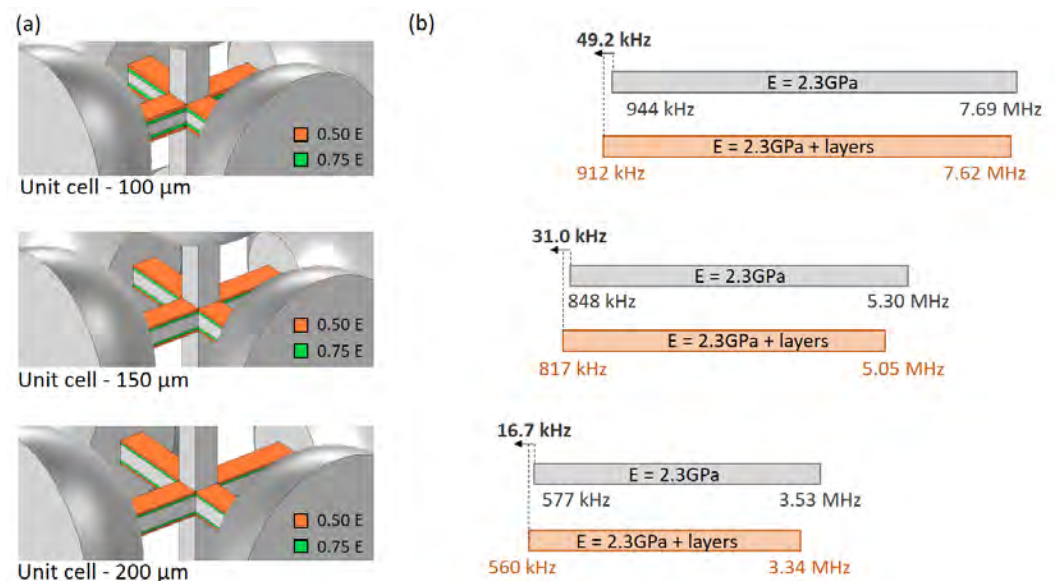 (a)
0.50 E
0.75 E
Unit cell - 100 µm
0.50 E
0.75 E
Unit cell - 150 µm
0.50 E
0.75 E
Unit cell - 200 µm
(b)
49.2 kHz
E = 2.3GPa
944 kHz
7.69 MHz
E = 2.3GPa + layers
912 kHz
7.62 MHz
31.0 kHz
E = 2.3GPa
848 kHz
5.30 MHz
E = 2.3GPa + layers
817 kHz
5.05 MHz
16.7 kHz
E = 2.3GPa
577 kHz
3.53 MHz
E = 2.3GPa + layers
560 kHz
3.34 MHz